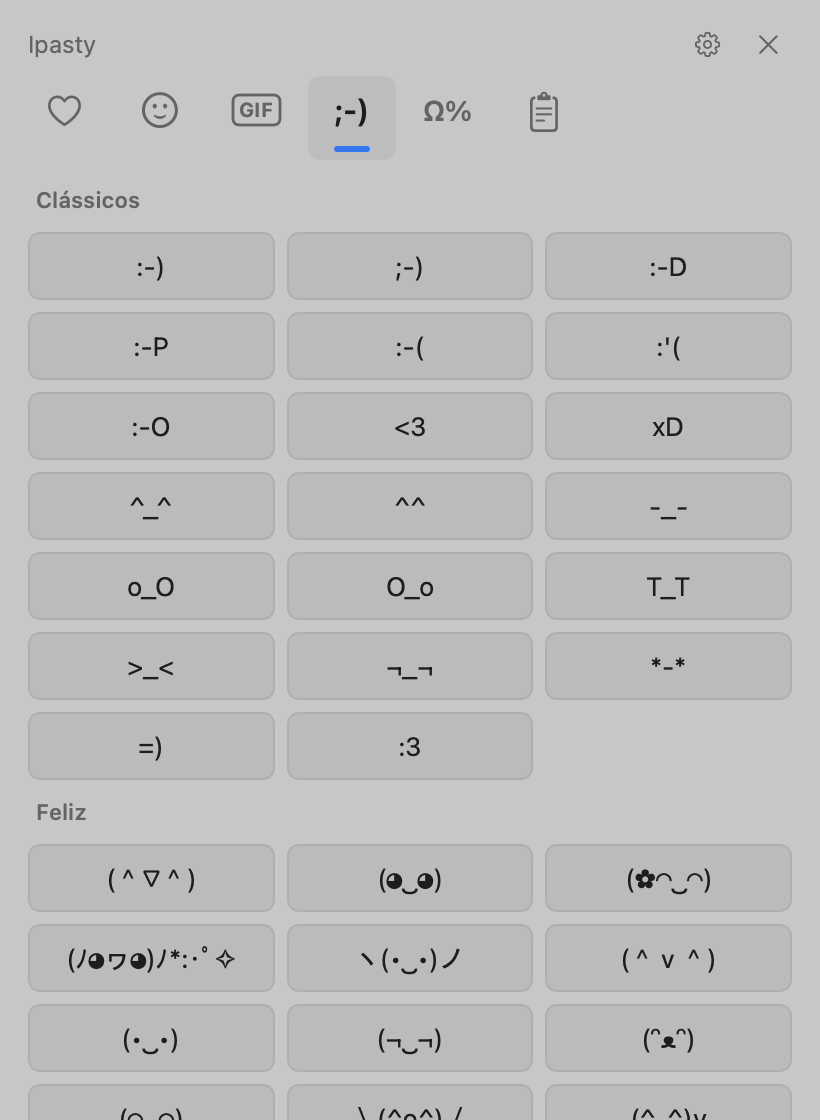 Ipasty
GIF ;-) Ω%
Clássicos
:-) ;-) :-D
:-P :-( :'(
:-O <3 xD
^_^ ^^ -_-
o_O O_o T_T
>_< ¬_¬ *-*
=) :3
Feliz
( ^ ∇ ^ ) (◕‿◕) (✿◠‿◠)
(ﾉ◕ヮ◕)ﾉ*:･ﾟ✧ ヽ(•‿•)ノ ( ^ v ^ )
(•‿•) (¬‿¬) (ᵔᴥᵔ)
\ (^o^) / (^_^)v